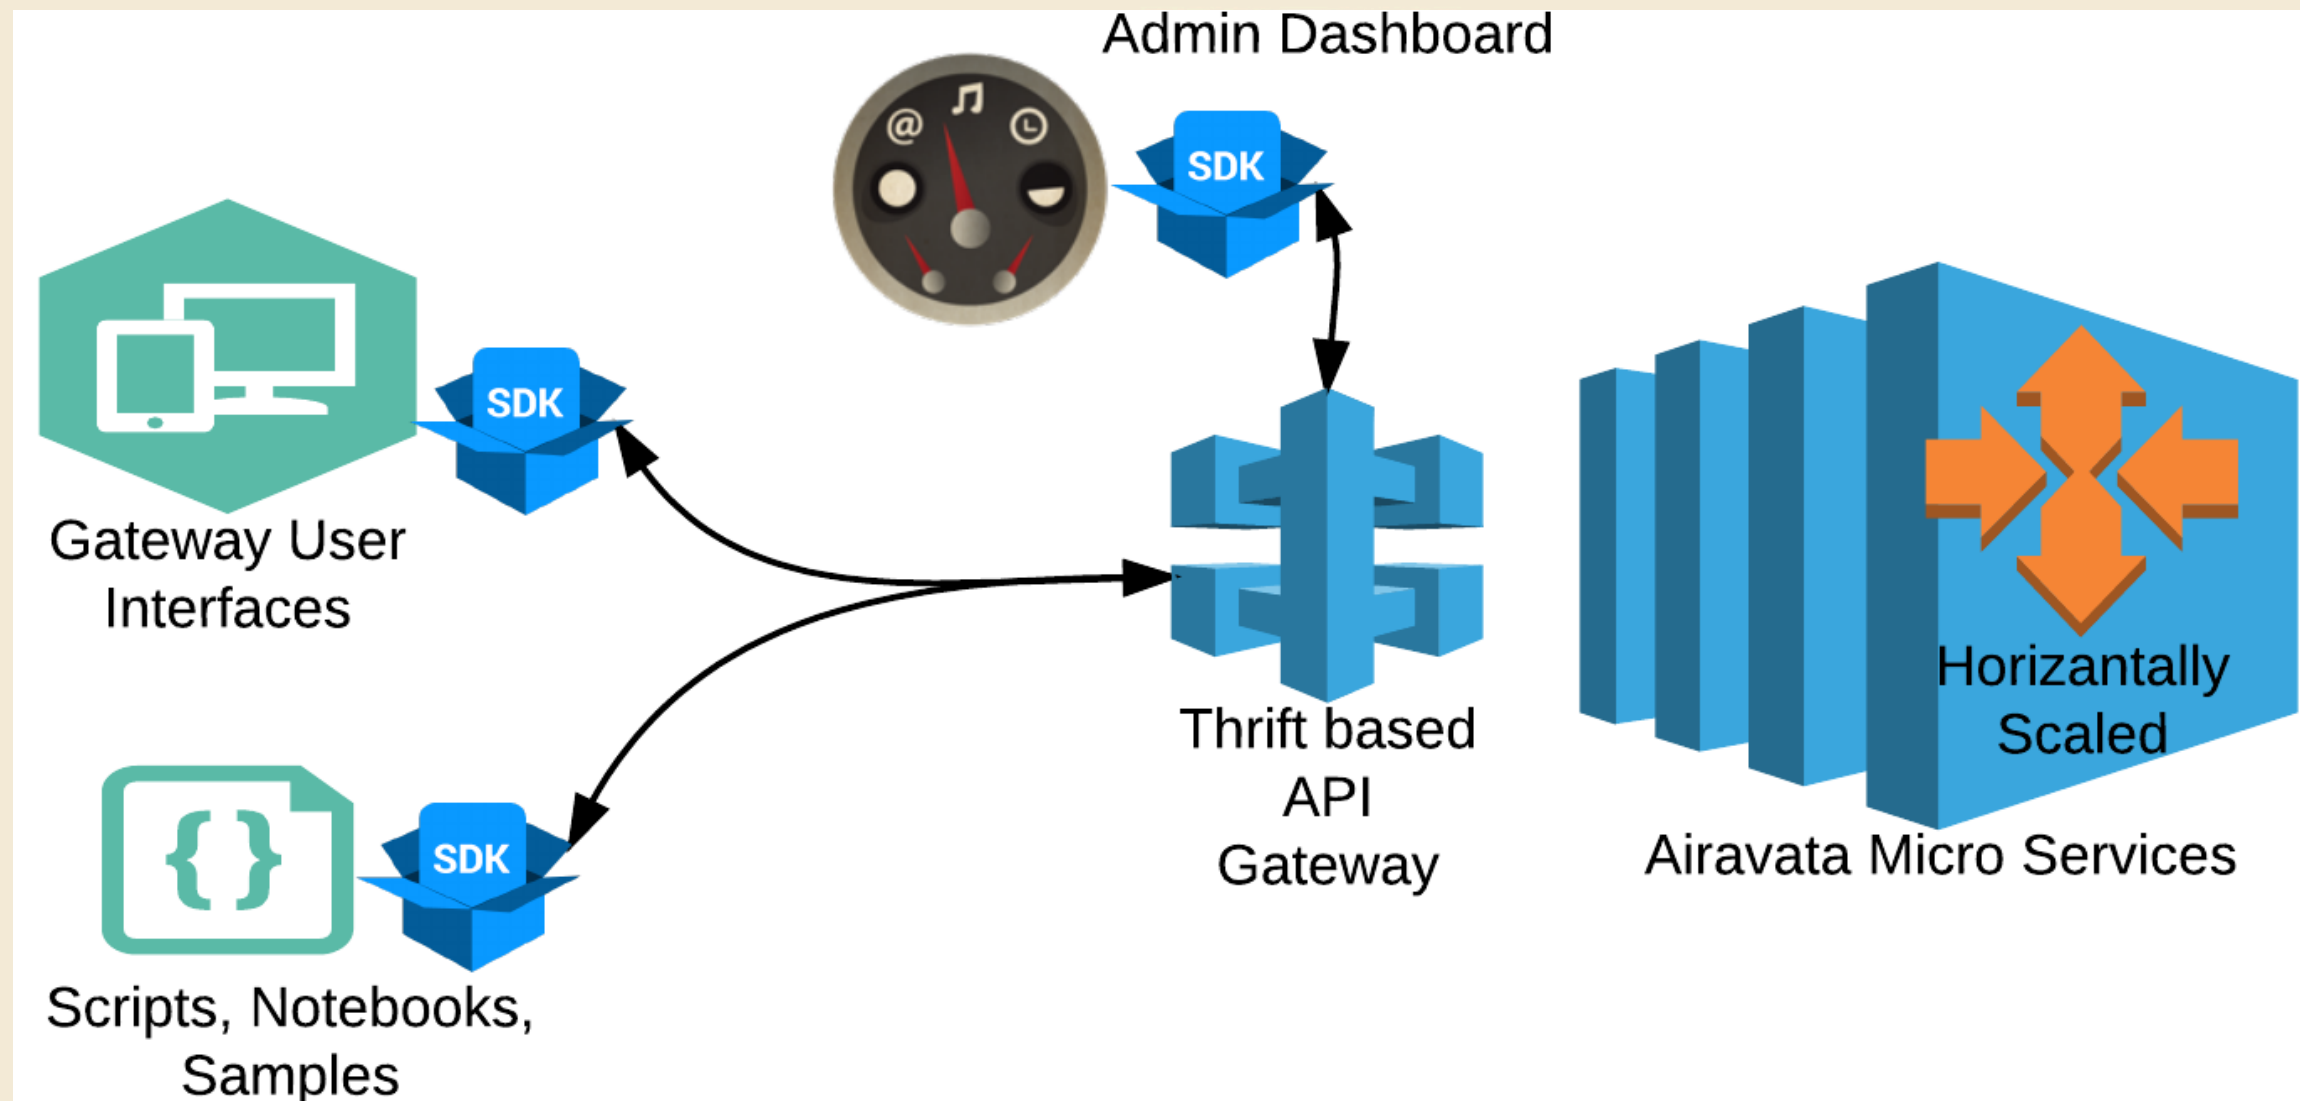 Admin Dashboard
@
SDK
SDK
Gateway User
Interfaces
Horizantally
Scaled
Thrift based
API
Gateway
Airavata Micro Services
{}
SDK
Scripts, Notebooks,
Samples